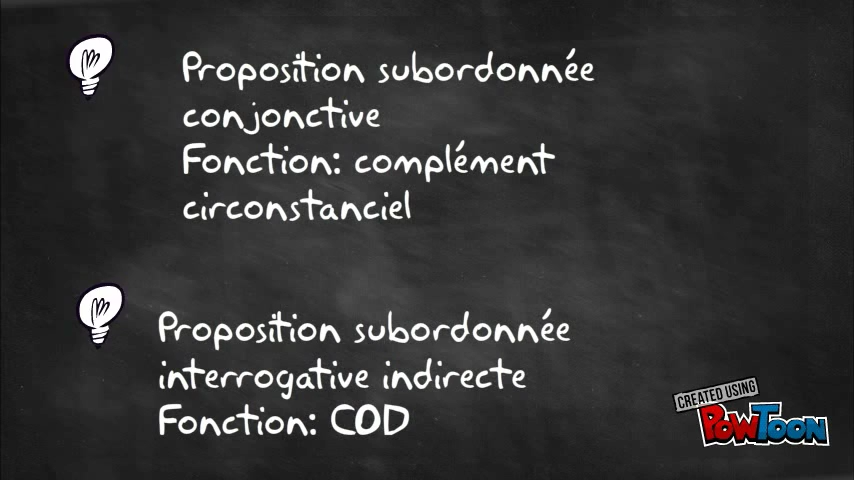 Proposition subordonnée
conjonctive
Fonction: complément
circonstanciel
Proposition subordonnée
interrogative indirecte
Fonction: COD
CREATED USING
POWTOON